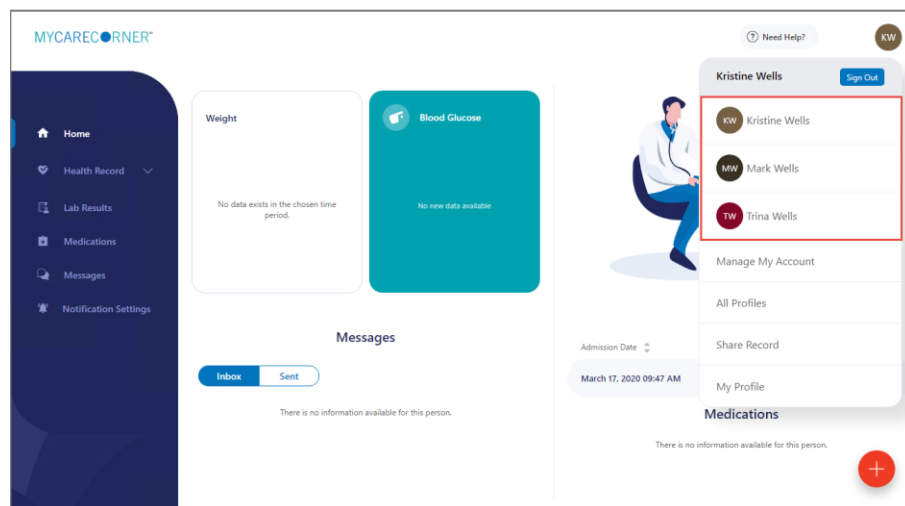 MYCARECORNER™
? Need Help?
KW
Kristine Wells
Sign Out
KW Kristine Wells
MW Mark Wells
TW Trina Wells
Manage My Account
All Profiles
Share Record
My Profile
Home
Health Record
Lab Results
Medications
Messages
Notification Settings
Weight
No data exists in the chosen time
period.
Blood Glucose
No new data available
Messages
Inbox
Sent
There is no information available for this person.
Admission Date
March 17, 2020 09:47 AM
Medications
There is no information available for this person.
+